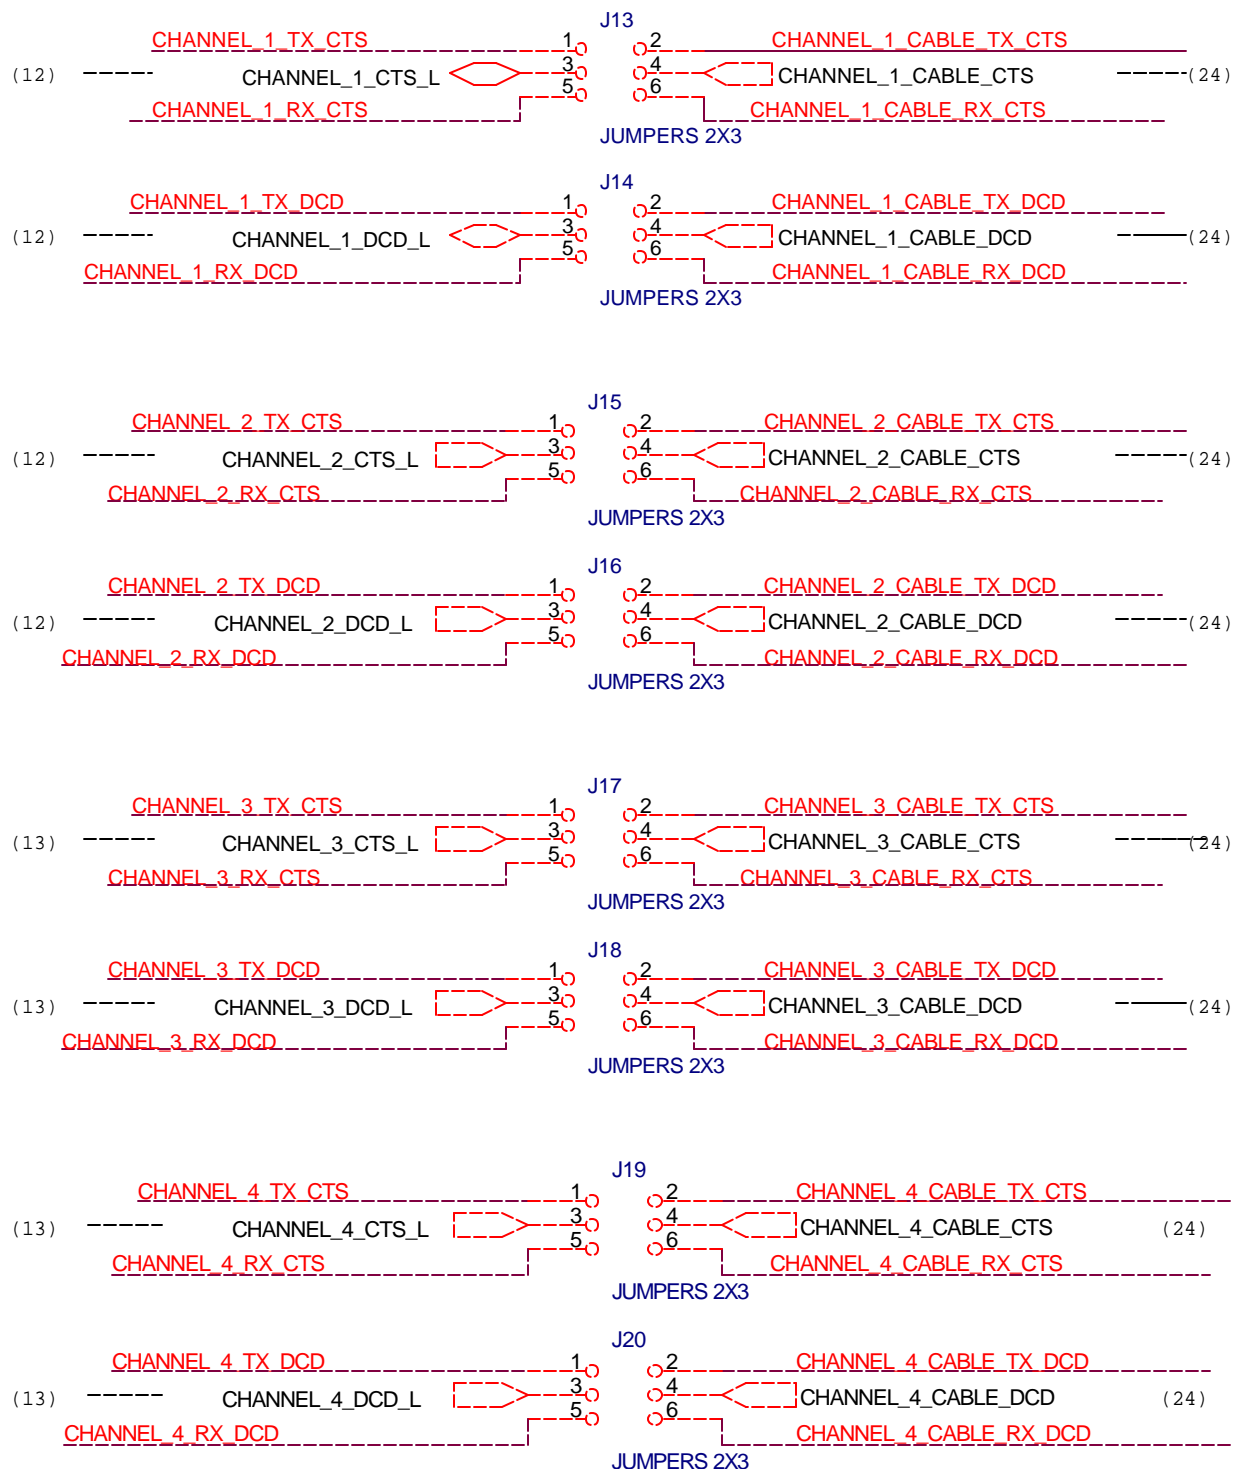 J13
CHANNEL_1_TX_CTS 1 2 CHANNEL_1_CABLE_TX_CTS
(12) CHANNEL_1_CTS_L 3 4 CHANNEL_1_CABLE_CTS (24)
CHANNEL_1_RX_CTS 5 6 CHANNEL_1_CABLE_RX_CTS
JUMPERS 2X3
J14
CHANNEL_1_TX_DCD 1 2 CHANNEL_1_CABLE_TX_DCD
(12) CHANNEL_1_DCD_L 3 4 CHANNEL_1_CABLE_DCD (24)
CHANNEL_1_RX_DCD 5 6 CHANNEL_1_CABLE_RX_DCD
JUMPERS 2X3
J15
CHANNEL_2_TX_CTS 1 2 CHANNEL_2_CABLE_TX_CTS
(12) CHANNEL_2_CTS_L 3 4 CHANNEL_2_CABLE_CTS (24)
CHANNEL_2_RX_CTS 5 6 CHANNEL_2_CABLE_RX_CTS
JUMPERS 2X3
J16
CHANNEL_2_TX_DCD 1 2 CHANNEL_2_CABLE_TX_DCD
(12) CHANNEL_2_DCD_L 3 4 CHANNEL_2_CABLE_DCD (24)
CHANNEL_2_RX_DCD 5 6 CHANNEL_2_CABLE_RX_DCD
JUMPERS 2X3
J17
CHANNEL_3_TX_CTS 1 2 CHANNEL_3_CABLE_TX_CTS
(13) CHANNEL_3_CTS_L 3 4 CHANNEL_3_CABLE_CTS (24)
CHANNEL_3_RX_CTS 5 6 CHANNEL_3_CABLE_RX_CTS
JUMPERS 2X3
J18
CHANNEL_3_TX_DCD 1 2 CHANNEL_3_CABLE_TX_DCD
(13) CHANNEL_3_DCD_L 3 4 CHANNEL_3_CABLE_DCD (24)
CHANNEL_3_RX_DCD 5 6 CHANNEL_3_CABLE_RX_DCD
JUMPERS 2X3
J19
CHANNEL_4_TX_CTS 1 2 CHANNEL_4_CABLE_TX_CTS
(13) CHANNEL_4_CTS_L 3 4 CHANNEL_4_CABLE_CTS (24)
CHANNEL_4_RX_CTS 5 6 CHANNEL_4_CABLE_RX_CTS
JUMPERS 2X3
J20
CHANNEL_4_TX_DCD 1 2 CHANNEL_4_CABLE_TX_DCD
(13) CHANNEL_4_DCD_L 3 4 CHANNEL_4_CABLE_DCD (24)
CHANNEL_4_RX_DCD 5 6 CHANNEL_4_CABLE_RX_DCD
JUMPERS 2X3